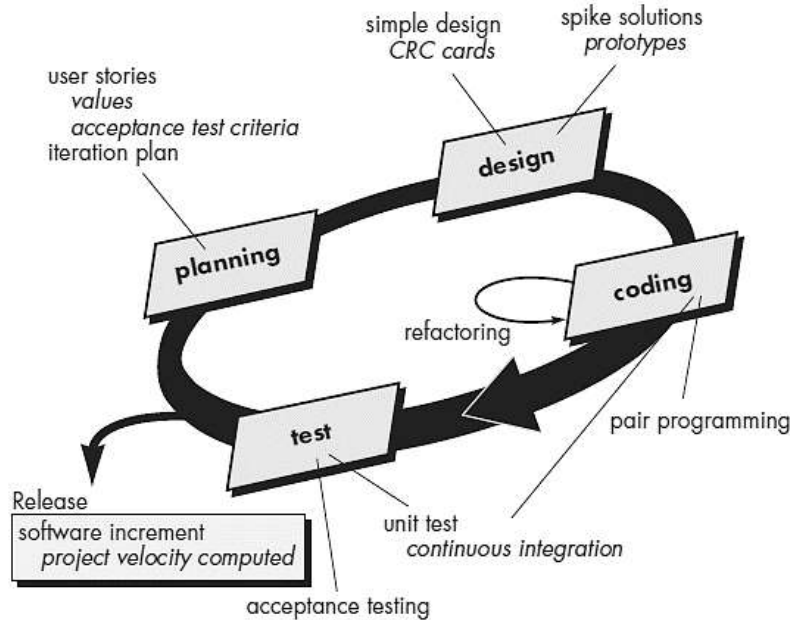 simple design
CRC cards
spike solutions
prototypes
user stories
values
acceptance test criteria
iteration plan
design
planning
coding
refactoring
pair programming
test
Release
software increment
project velocity computed
unit test
continuous integration
acceptance testing